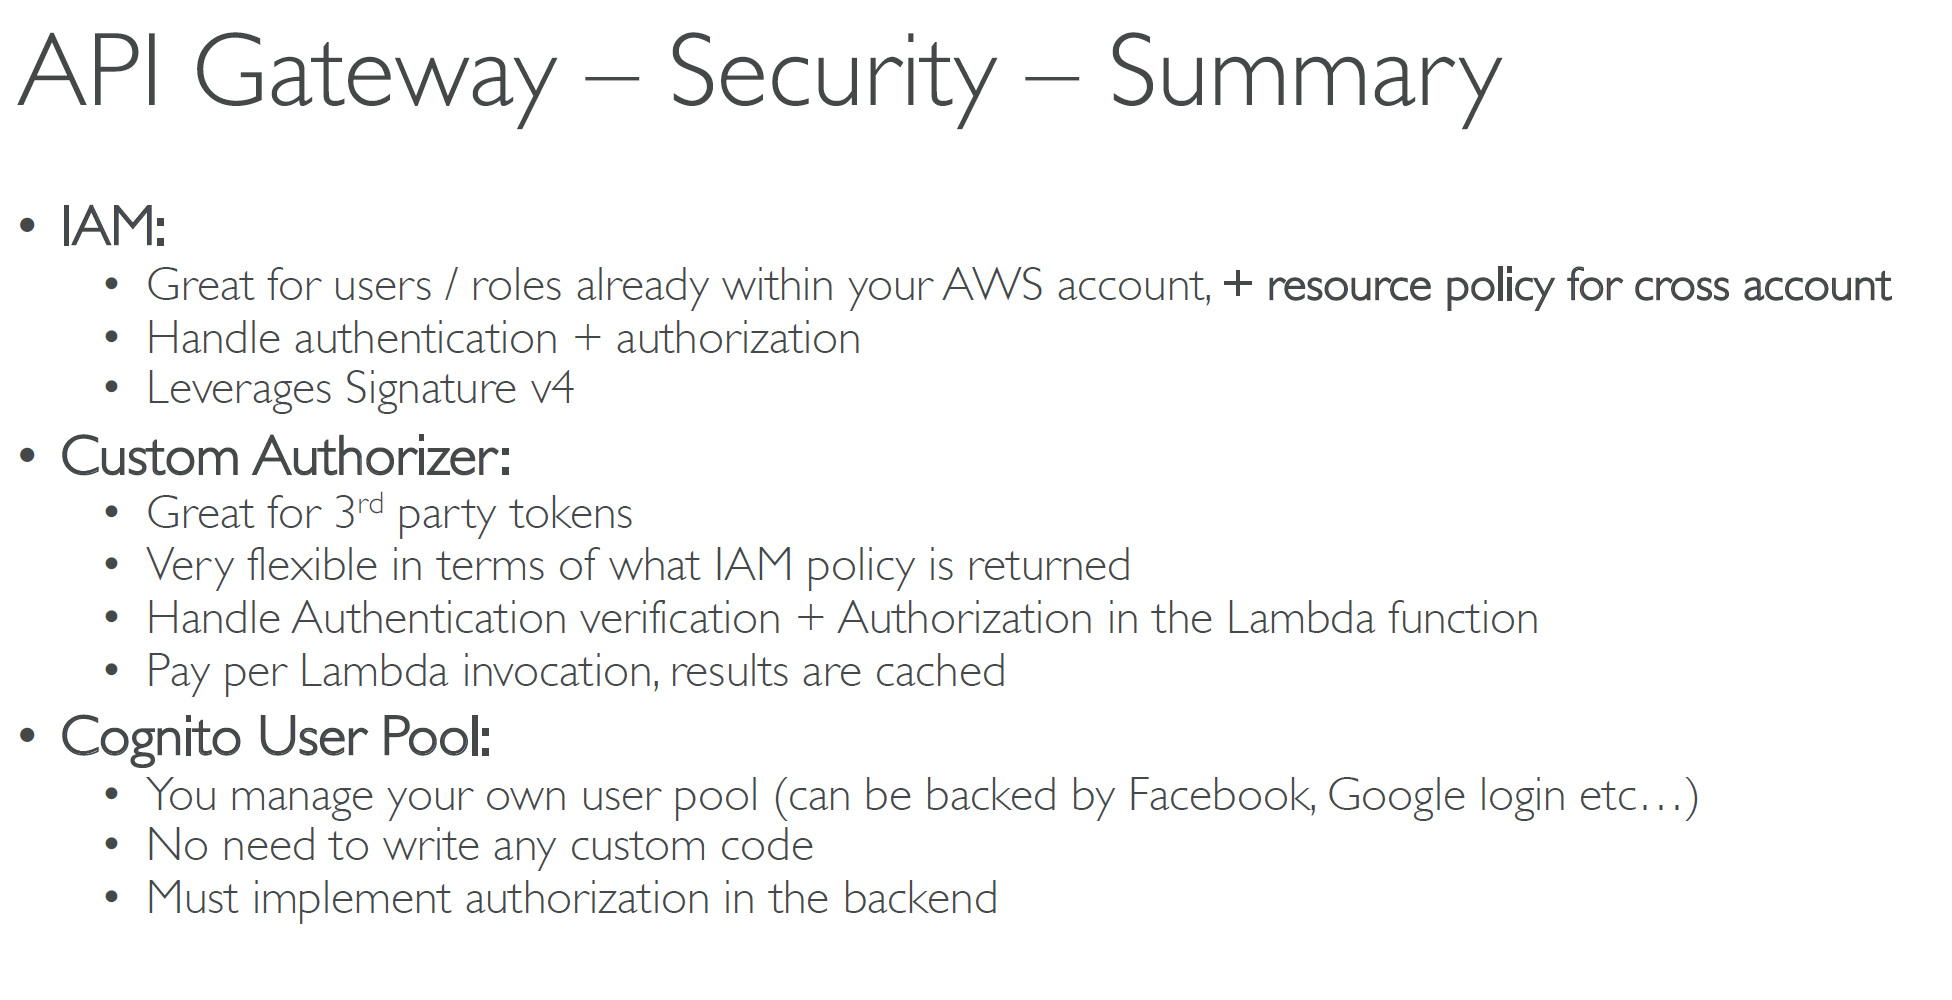 API Gateway – Security – Summary
• IAM:
• Great for users / roles already within your AWS account, + resource policy for cross account
• Handle authentication + authorization
• Leverages Signature v4
• Custom Authorizer:
• Great for 3rd party tokens
• Very flexible in terms of what IAM policy is returned
• Handle Authentication verification + Authorization in the Lambda function
• Pay per Lambda invocation, results are cached
• Cognito User Pool:
• You manage your own user pool (can be backed by Facebook, Google login etc…)
• No need to write any custom code
• Must implement authorization in the backend